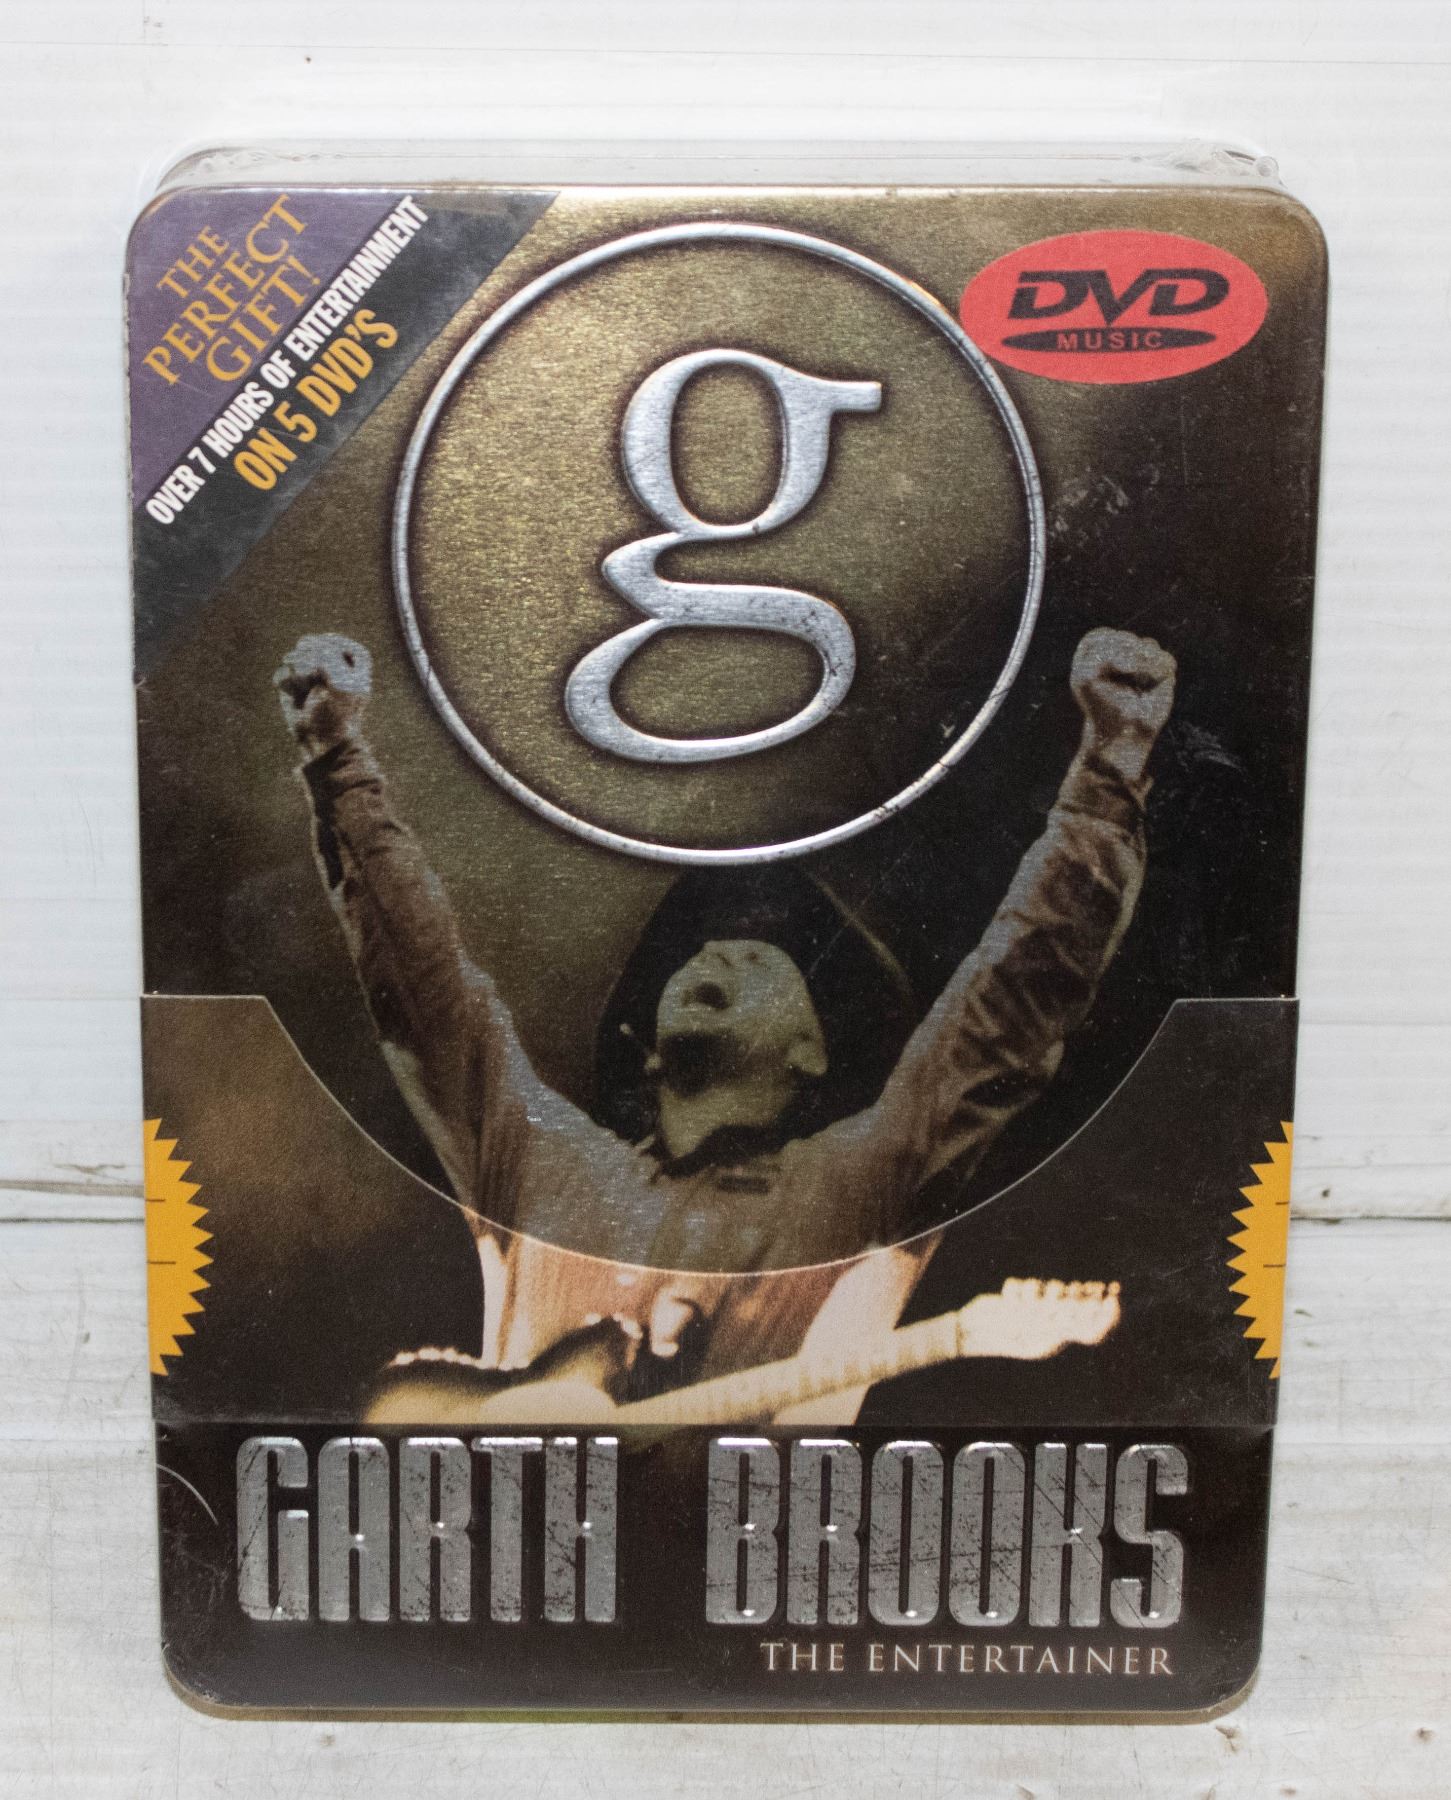 THE
PERFECT
GIFT!
OVER 7 HOURS OF ENTERTAINMENT
ON 5 DVD'S
DVD
MUSIC
g
GARTH BROOKS
THE ENTERTAINER